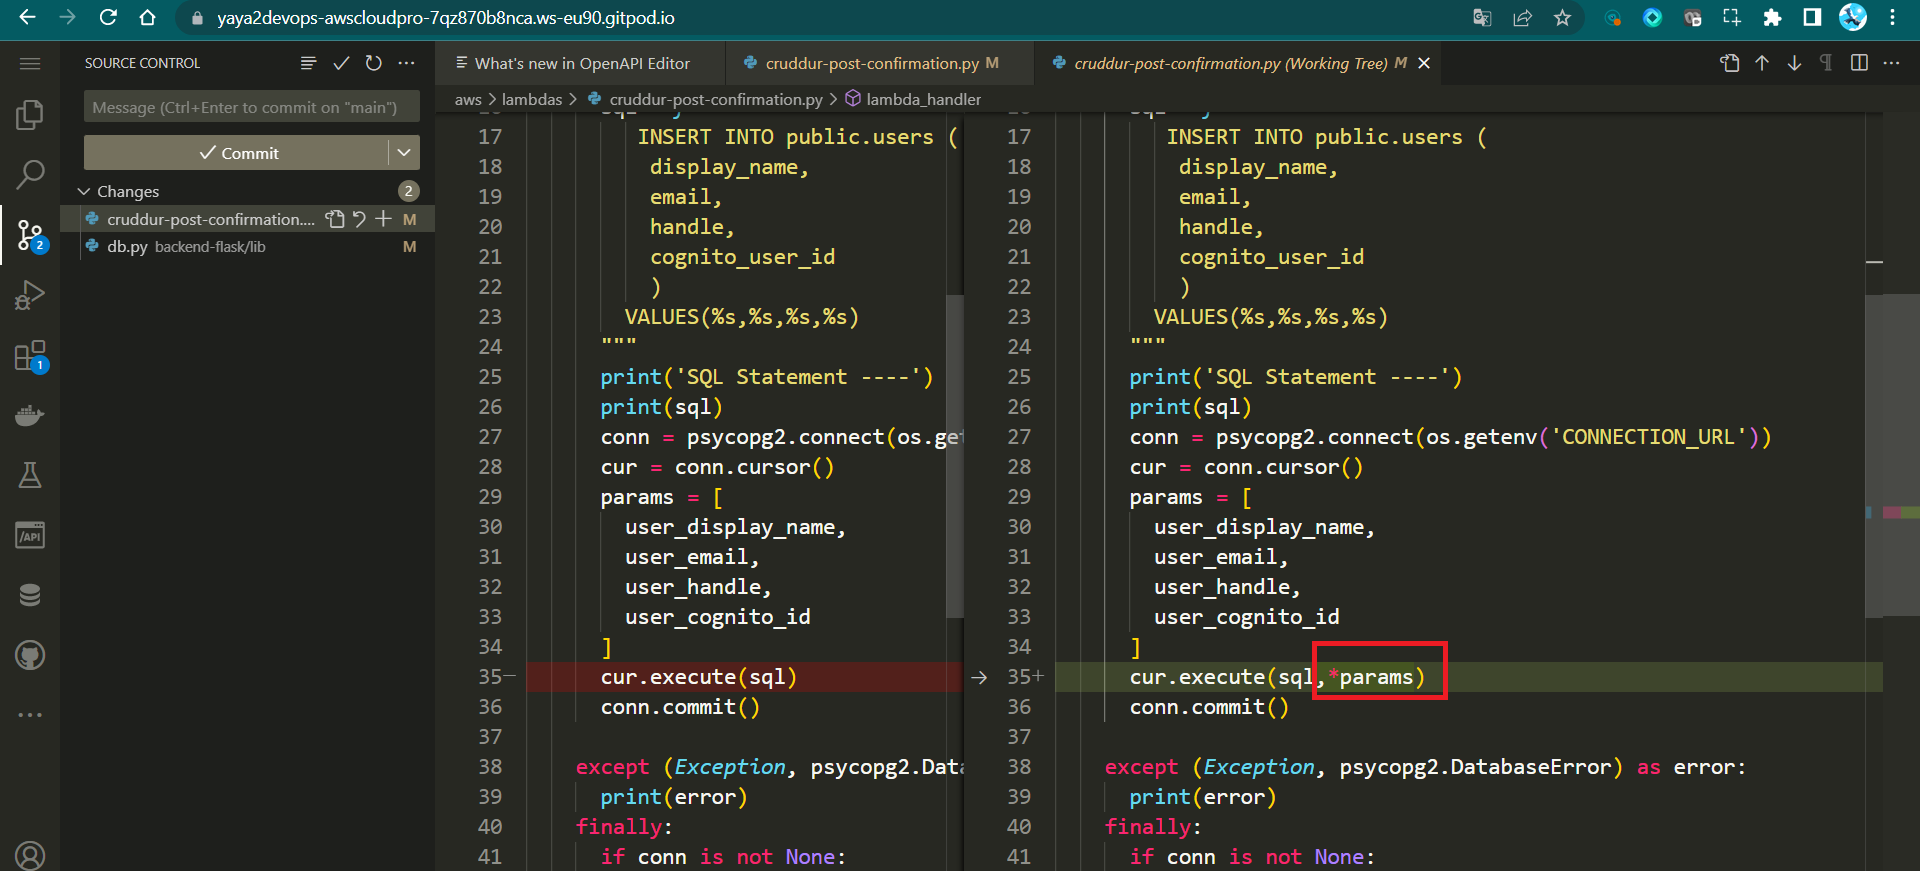 yaya2devops-awscloudpro-7qz870b8nca.ws-eu90.gitpod.io
SOURCE CONTROL
Message (Ctrl+Enter to commit on "main")
Commit
Changes
2
cruddur-post-confirmation.... M
db.py backend-flask/lib M
2
1
/API
What's new in OpenAPI Editor
cruddur-post-confirmation.py M
cruddur-post-confirmation.py (Working Tree) M
aws > lambdas > cruddur-post-confirmation.py > lambda_handler
17 INSERT INTO public.users (
18 display_name,
19 email,
20 handle,
21 cognito_user_id
22 )
23 VALUES(%s,%s,%s,%s)
24 """
25 print('SQL Statement ----')
26 print(sql)
27 conn = psycopg2.connect(os.get
28 cur = conn.cursor()
29 params = [
30 user_display_name,
31 user_email,
32 user_handle,
33 user_cognito_id
34 ]
35− cur.execute(sql)
36 conn.commit()
37
38 except (Exception, psycopg2.Data
39 print(error)
40 finally:
41 if conn is not None:
17 INSERT INTO public.users (
18 display_name,
19 email,
20 handle,
21 cognito_user_id
22 )
23 VALUES(%s,%s,%s,%s)
24 """
25 print('SQL Statement ----')
26 print(sql)
27 conn = psycopg2.connect(os.getenv('CONNECTION_URL'))
28 cur = conn.cursor()
29 params = [
30 user_display_name,
31 user_email,
32 user_handle,
33 user_cognito_id
34 ]
35+ cur.execute(sql,*params)
36 conn.commit()
37
38 except (Exception, psycopg2.DatabaseError) as error:
39 print(error)
40 finally:
41 if conn is not None: